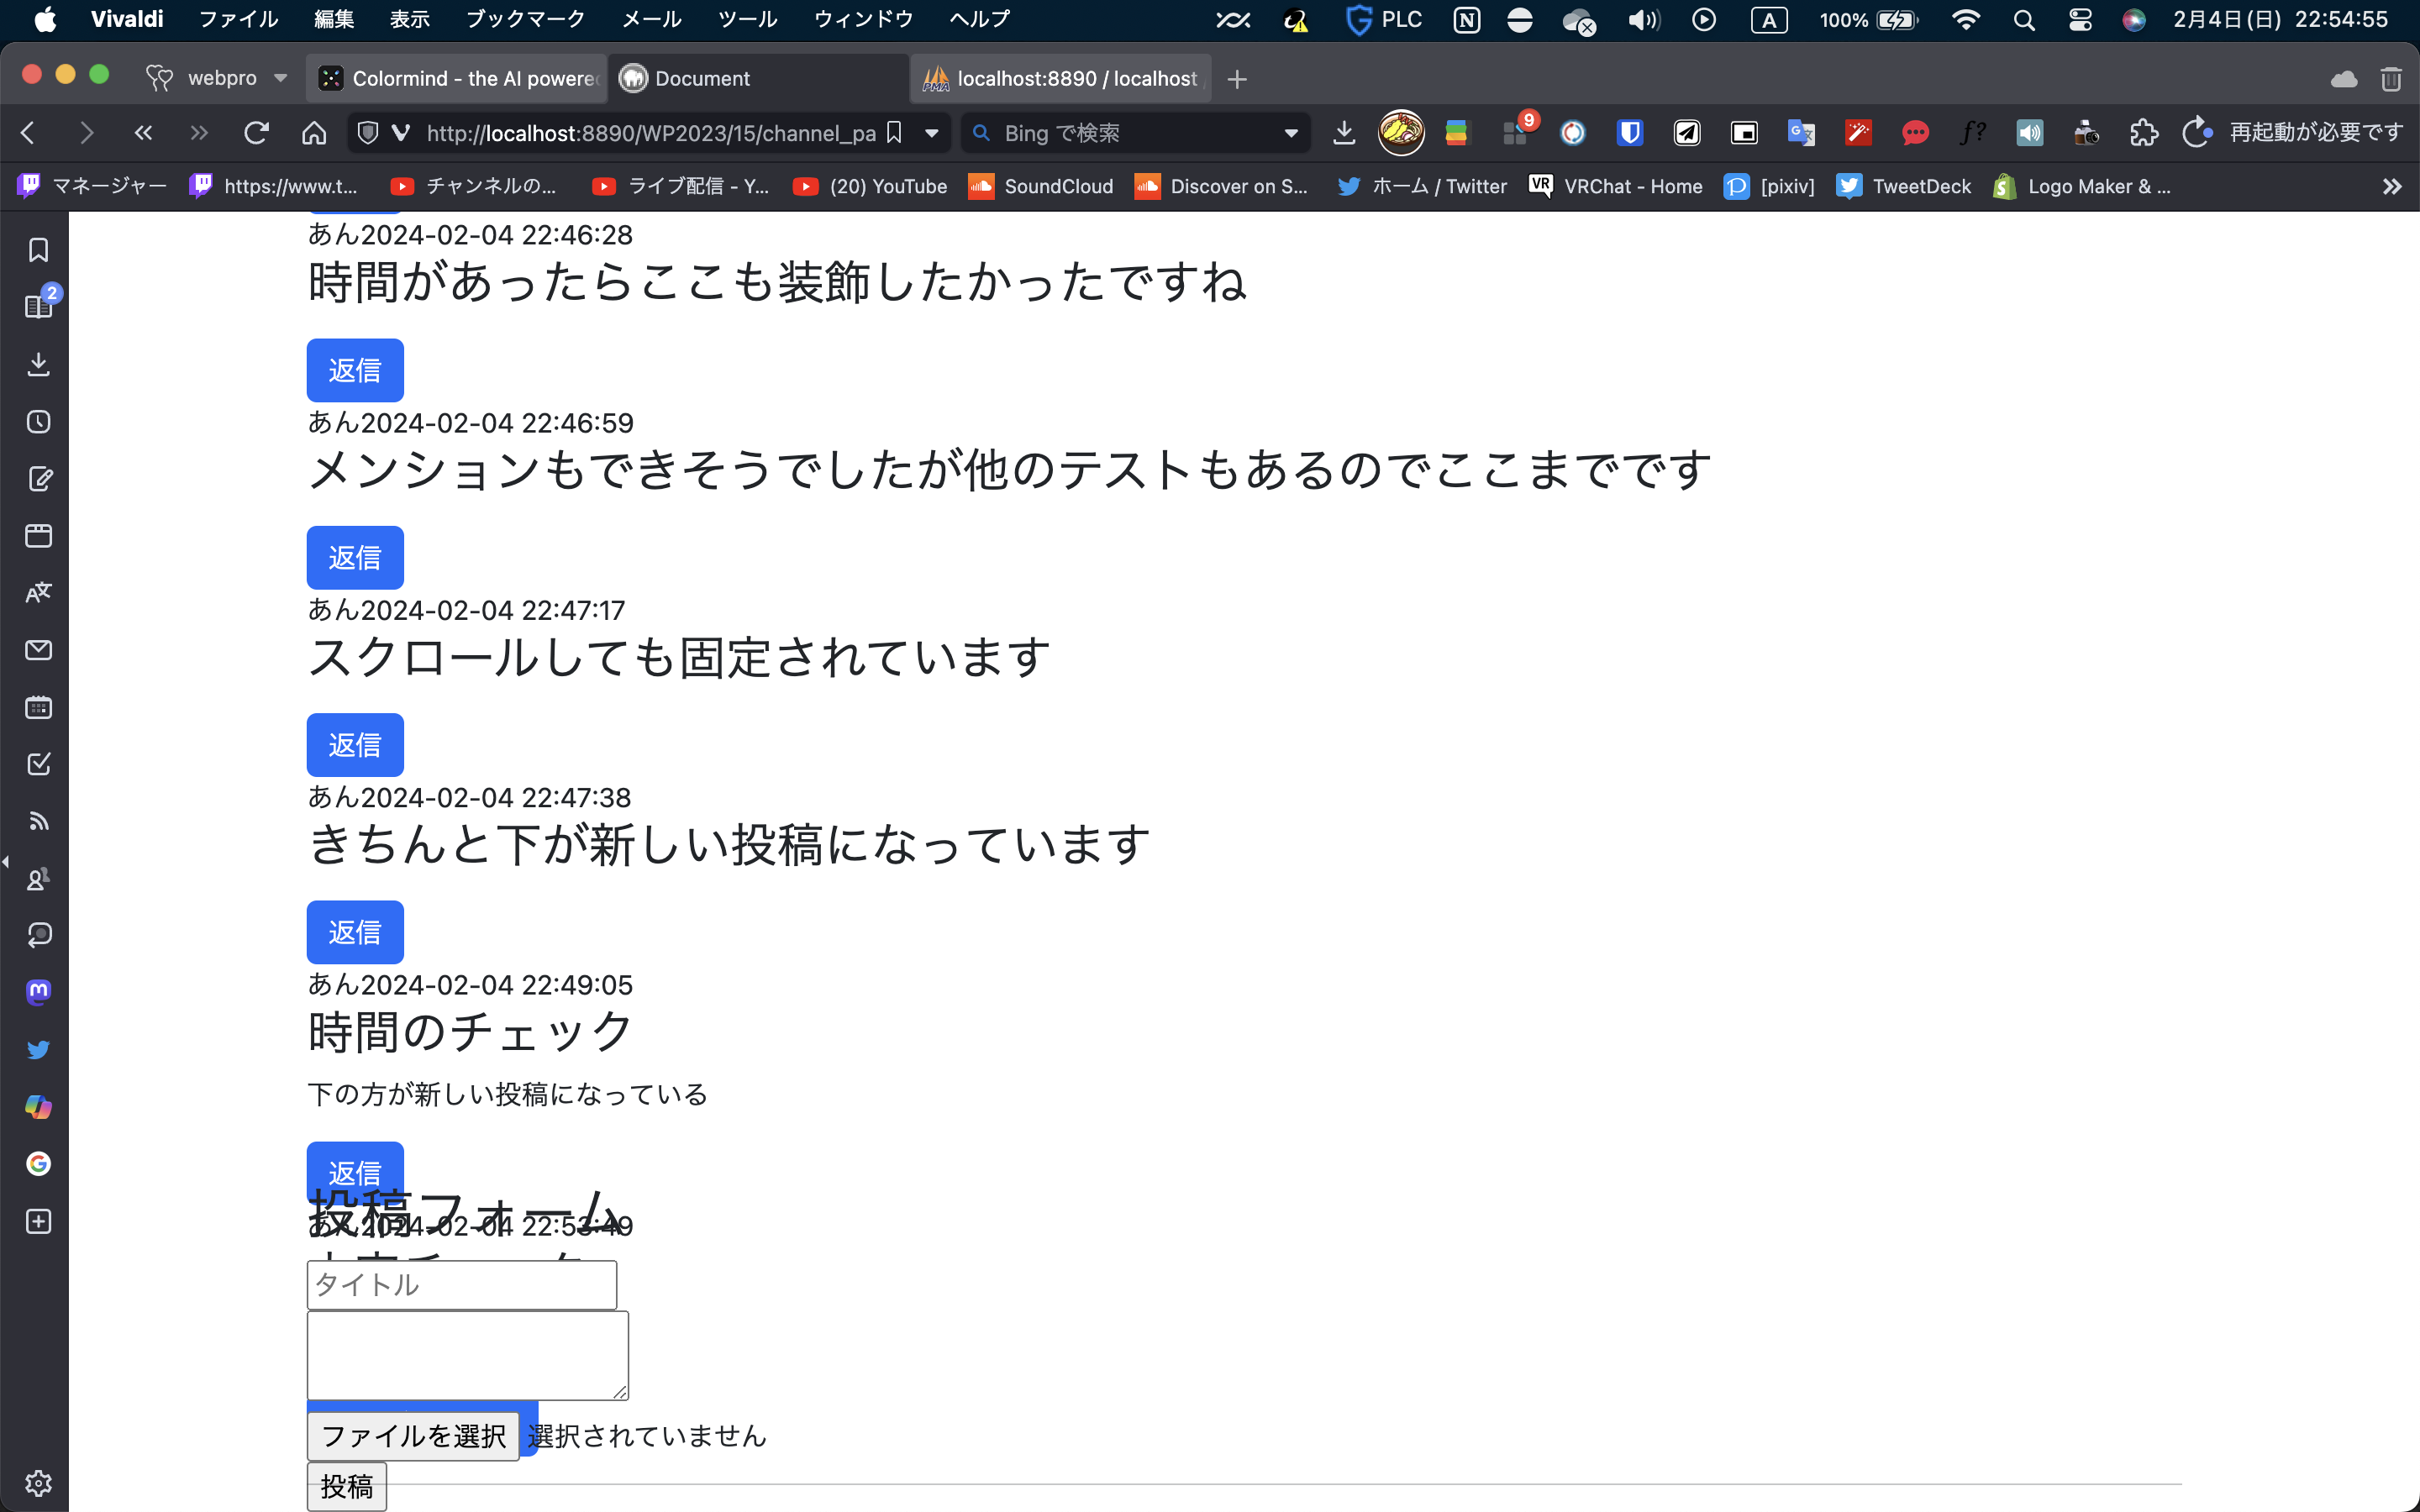 Vivaldi ファイル 編集 表示 ブックマーク メール ツール ウィンドウ ヘルプ PLC A 100% 2月4日(日) 22:54:55
webpro Colormind - the AI powere Document localhost:8890 / localhost
http://localhost:8890/WP2023/15/channel_pa Bing で検索 9 再起動が必要です
マネージャー https://www.t... チャンネルの... ライブ配信 - Y... (20) YouTube SoundCloud Discover on S... ホーム / Twitter VRChat - Home [pixiv] TweetDeck Logo Maker & ...
2
あん2024-02-04 22:46:28
時間があったらここも装飾したかったですね
返信
あん2024-02-04 22:46:59
メンションもできそうでしたが他のテストもあるのでここまでです
返信
あん2024-02-04 22:47:17
スクロールしても固定されています
返信
あん2024-02-04 22:47:38
きちんと下が新しい投稿になっています
返信
あん2024-02-04 22:49:05
時間のチェック
下の方が新しい投稿になっている
返信
投稿フォーム
あん2024-02-04 22:53:49
タイトル
ファイルを選択 選択されていません
投稿